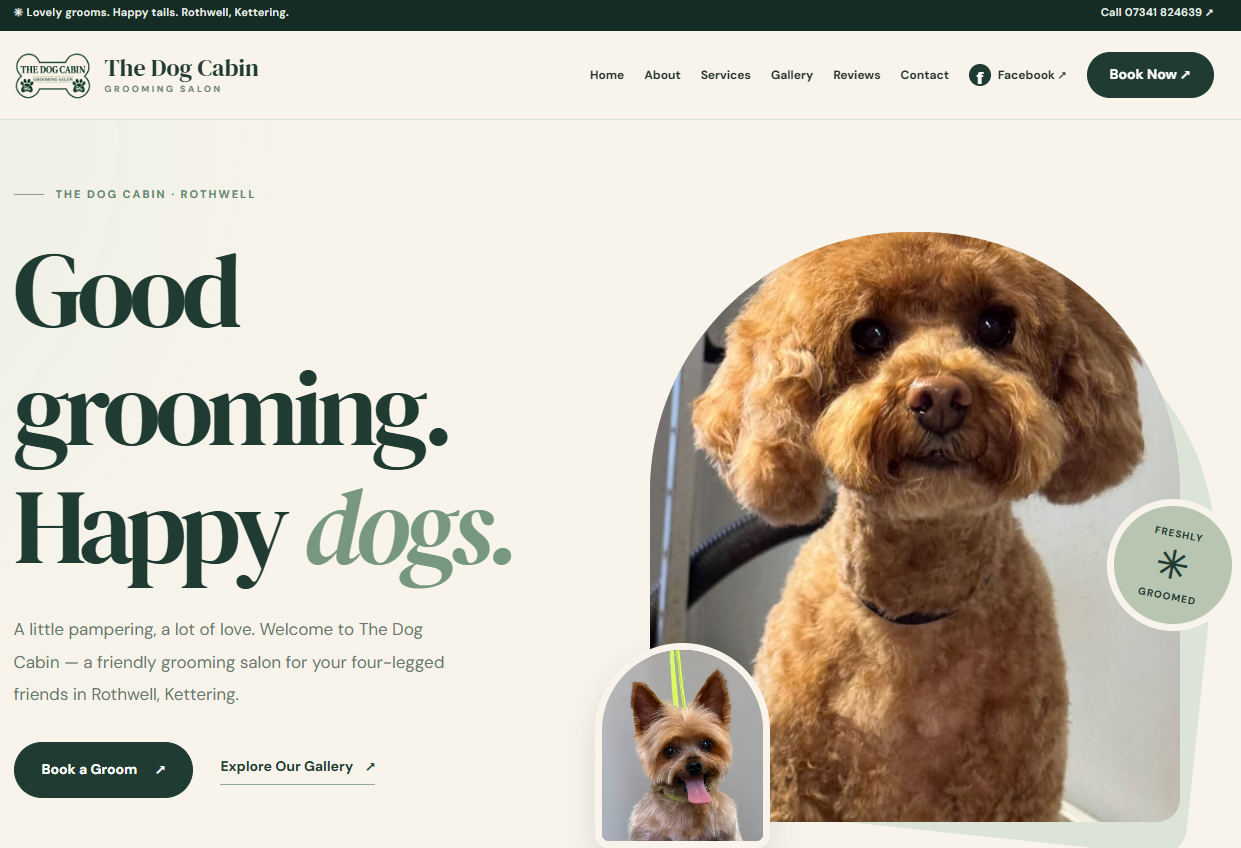 ✳ Lovely grooms. Happy tails. Rothwell, Kettering.
Call 07341 824639 ↗
THE DOG CABIN
GROOMING SALON
The Dog Cabin
GROOMING SALON
Home About Services Gallery Reviews Contact Facebook ↗ Book Now ↗
THE DOG CABIN · ROTHWELL
Good
grooming.
Happy dogs.
A little pampering, a lot of love. Welcome to The Dog
Cabin — a friendly grooming salon for your four-legged
friends in Rothwell, Kettering.
Book a Groom ↗
Explore Our Gallery ↗
FRESHLY
GROOMED